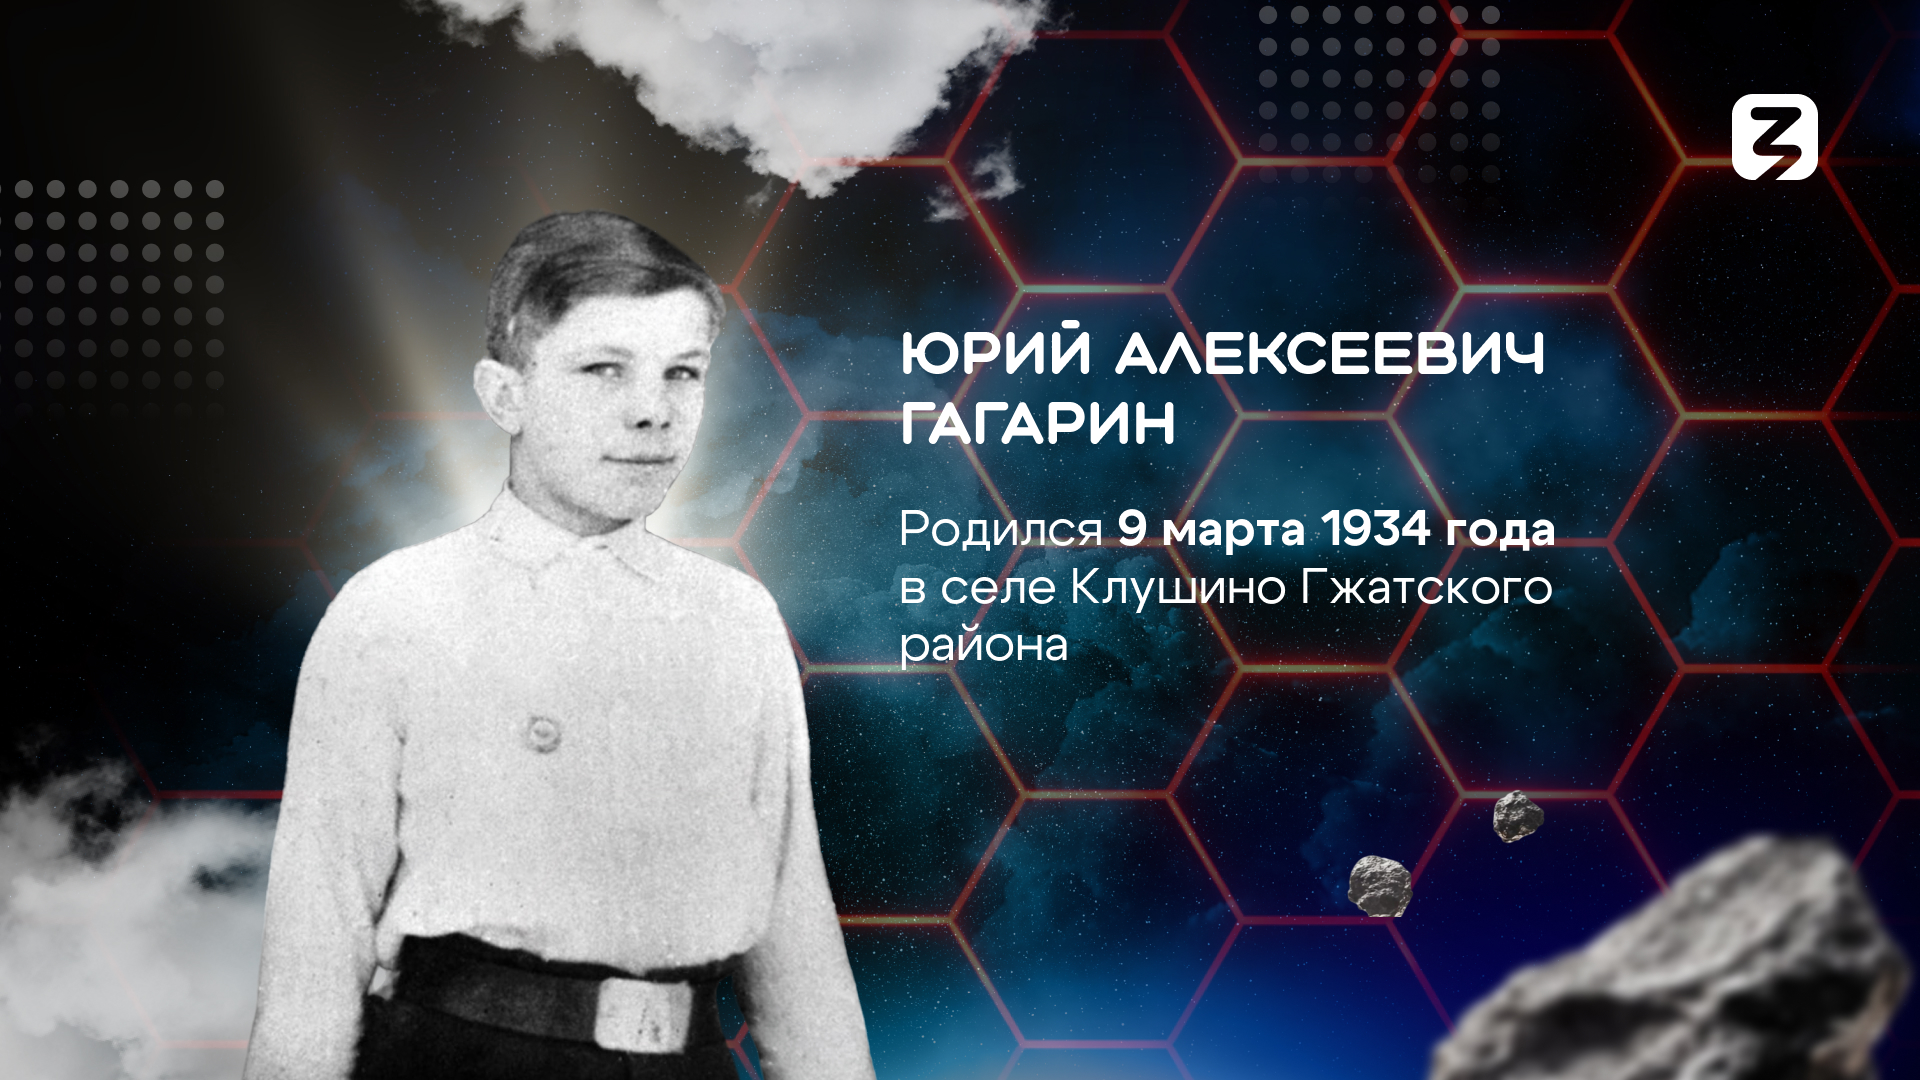 ЮРИЙ АЛЕКСЕЕВИЧ
ГАГАРИН
Родился 9 марта 1934 года
в селе Клушино Гжатского
района